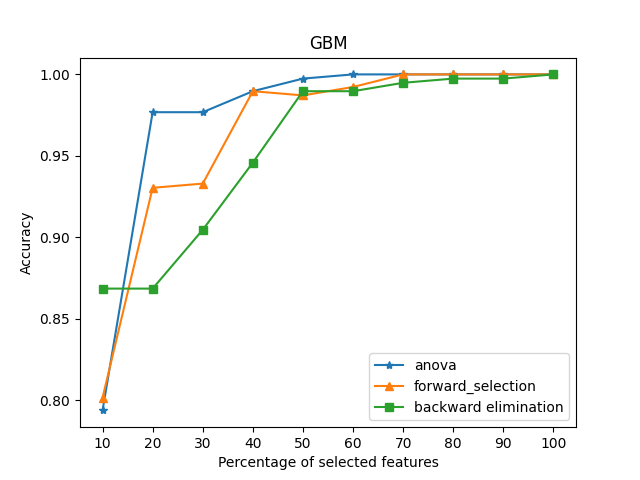 GBM
1.00
0.95
0.90
0.85
0.80
Accuracy
anova
forward_selection
backward elimination
10 20 30 40 50 60 70 80 90 100
Percentage of selected features